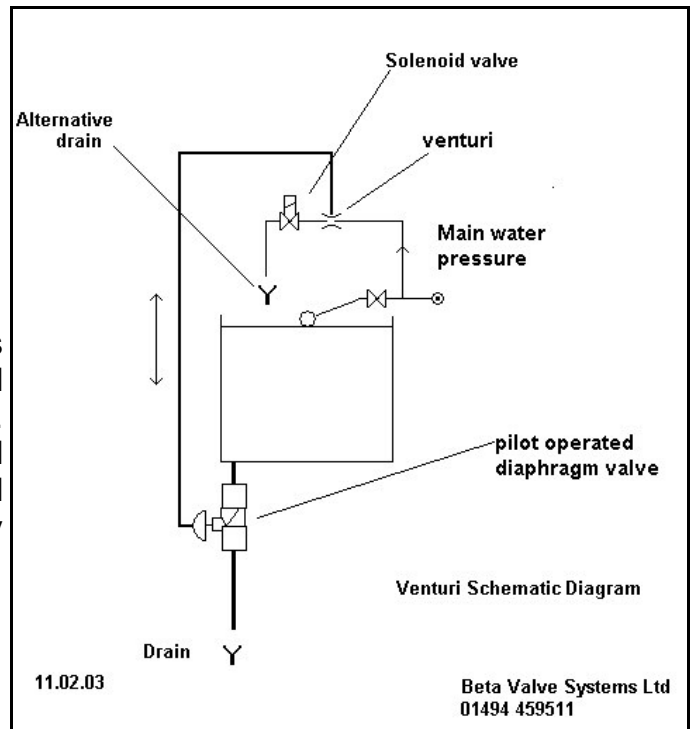 Solenoid valve
Alternative
drain
venturi
Main water
pressure
pilot operated
diaphragm valve
Venturi Schematic Diagram
Drain
11.02.03
Beta Valve Systems Ltd
01494 459511